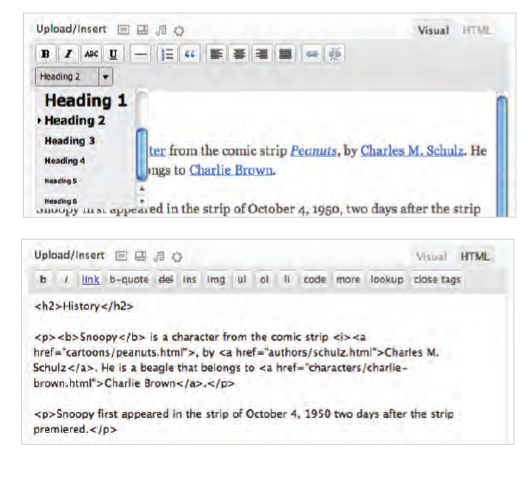 Upload/Insert Visual HTML
B I ABC U — “
Heading 2
Heading 1
Heading 2
Heading 3
Heading 4
Heading 5
Heading 6
ter from the comic strip Peanuts, by Charles M. Schulz. He
ongs to Charlie Brown.
Snoopy first appeared in the strip of October 4, 1950, two days after the strip
Upload/Insert Visual HTML
b i link b-quote del ins img ul ol li code more lookup close tags
<h2>History</h2>
<p><b>Snoopy</b> is a character from the comic strip <i><a
href="cartoons/peanuts.html">, by <a href="authors/schulz.html">Charles M.
Schulz</a>. He is a beagle that belongs to <a href="characters/charlie-
brown.html">Charlie Brown</a>.</p>
<p>Snoopy first appeared in the strip of October 4, 1950 two days after the strip
premiered.</p>